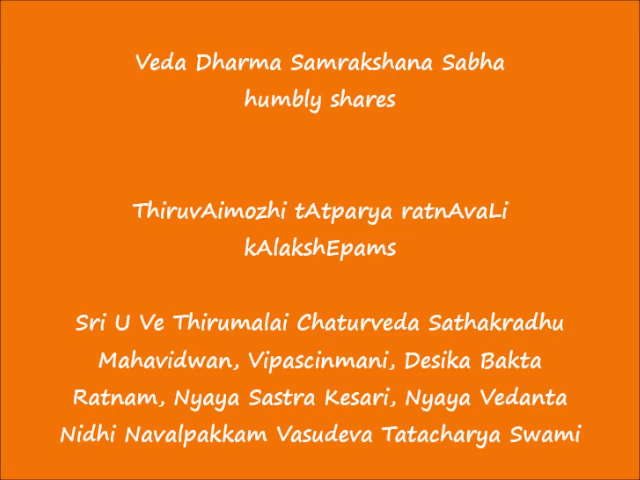 Veda Dharma Samrakshana Sabha
humbly shares
ThiruvAimozhi tAtparya ratnAvaLi
kAlakshEpams
Sri U Ve Thirumalai Chaturveda Sathakradhu
Mahavidwan, Vipascinmani, Desika Bakta
Ratnam, Nyaya Sastra Kesari, Nyaya Vedanta
Nidhi Navalpakkam Vasudeva Tatacharya Swami